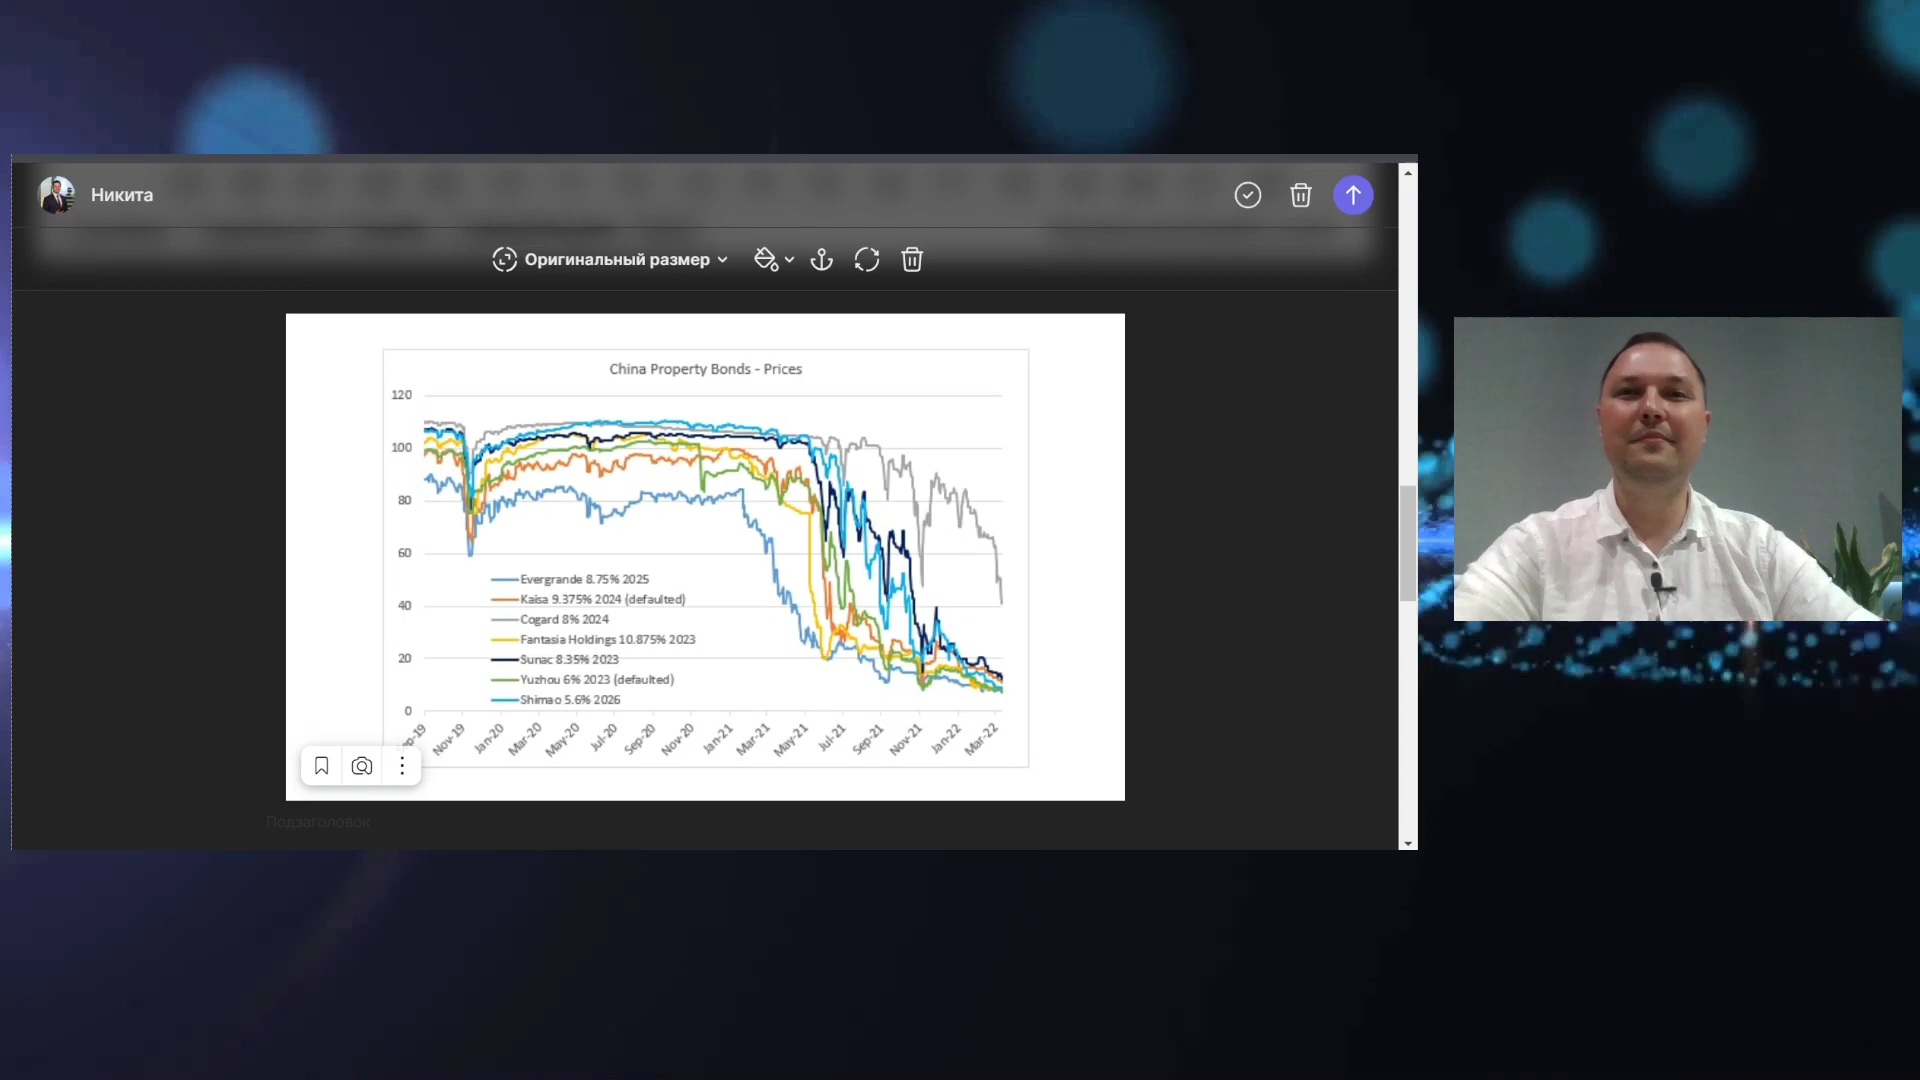 Никита
Оригинальный размер
China Property Bonds - Prices
120
100
80
60
40
20
0
Evergrande 8.75% 2025
Kaisa 9.375% 2024 (defaulted)
Cogard 8% 2024
Fantasia Holdings 10.875% 2023
Sunac 8.35% 2023
Yuzhou 6% 2023 (defaulted)
Shimao 5.6% 2026
Nov-19
Jan-20
Mar-20
May-20
Jul-20
Sep-20
Nov-20
Jan-21
Mar-21
May-21
Jul-21
Sep-21
Nov-21
Jan-22
Mar-22
Подзаголовок